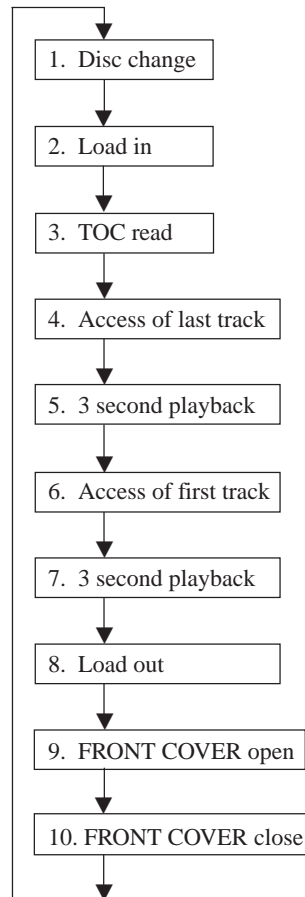 1. Disc change
2. Load in
3. TOC read
4. Access of last track
5. 3 second playback
6. Access of first track
7. 3 second playback
8. Load out
9. FRONT COVER open
10. FRONT COVER close